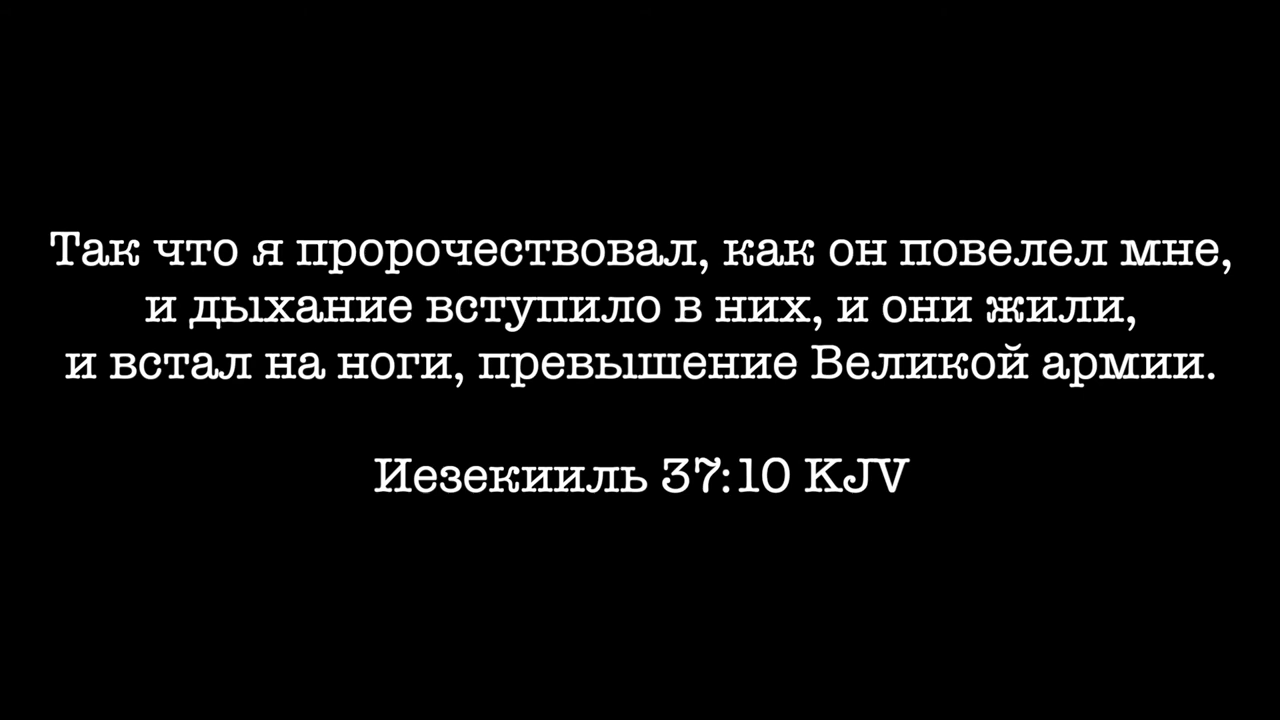 Так что я пророчествовал, как он повелел мне,
и дыхание вступило в них, и они жили,
и встал на ноги, превышение Великой армии.
Иезекииль 37:10 KJV